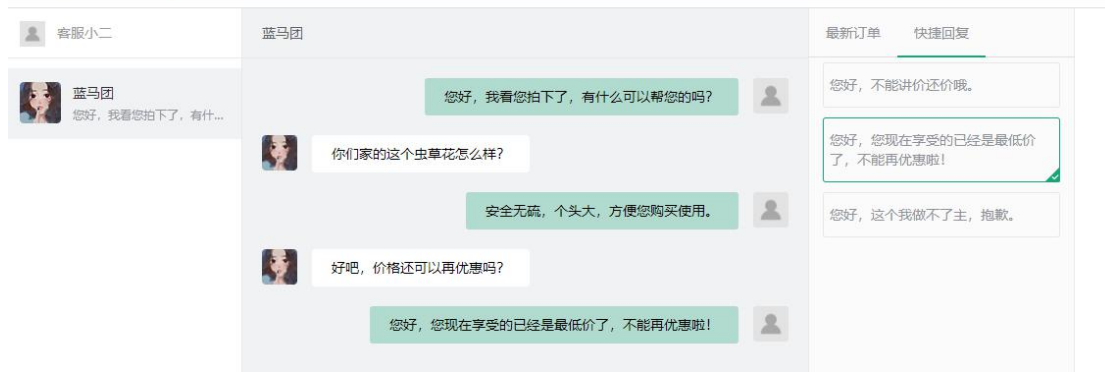 客服小二
蓝马团
您好，我看您拍下了，有什...
蓝马团
您好，我看您拍下了，有什么可以帮您的吗？
你们家的这个虫草花怎么样？
安全无硫，个头大，方便您购买使用。
好吧，价格还可以再优惠吗？
您好，您现在享受的已经是最低价了，不能再优惠啦！
最新订单
快捷回复
您好，不能讲价还价哦。
您好，您现在享受的已经是最低价
了，不能再优惠啦！
您好，这个我做不了主，抱歉。